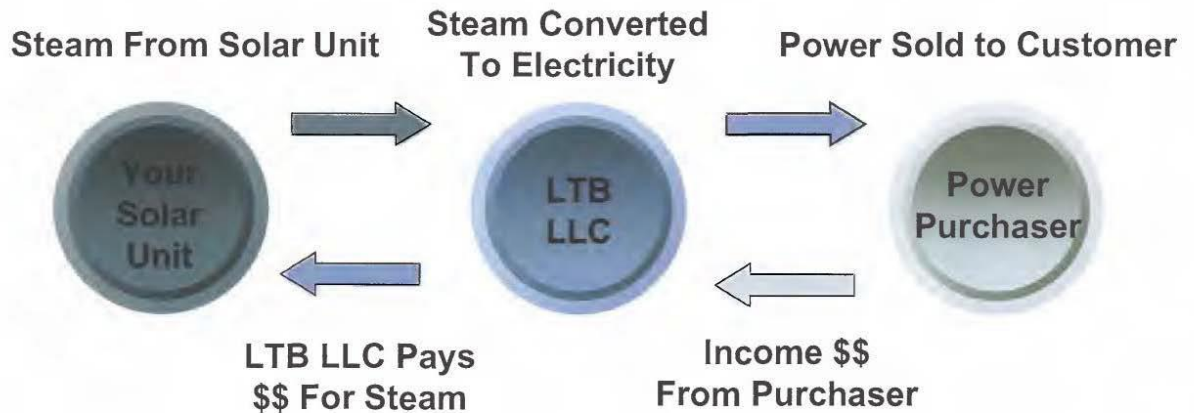 Steam From Solar Unit
Steam Converted
To Electricity
Power Sold to Customer
Your
Solar
Unit
LTB
LLC
Power
Purchaser
LTB LLC Pays
$$ For Steam
Income $$
From Purchaser